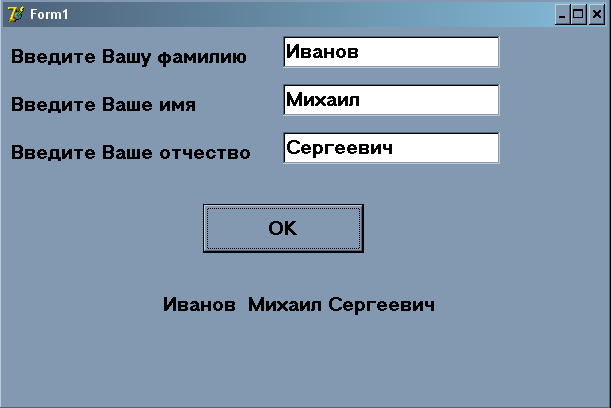 Form1
Введите Вашу фамилию Иванов
Введите Ваше имя Михаил
Введите Ваше отчество Сергеевич
OK
Иванов  Михаил Сергеевич